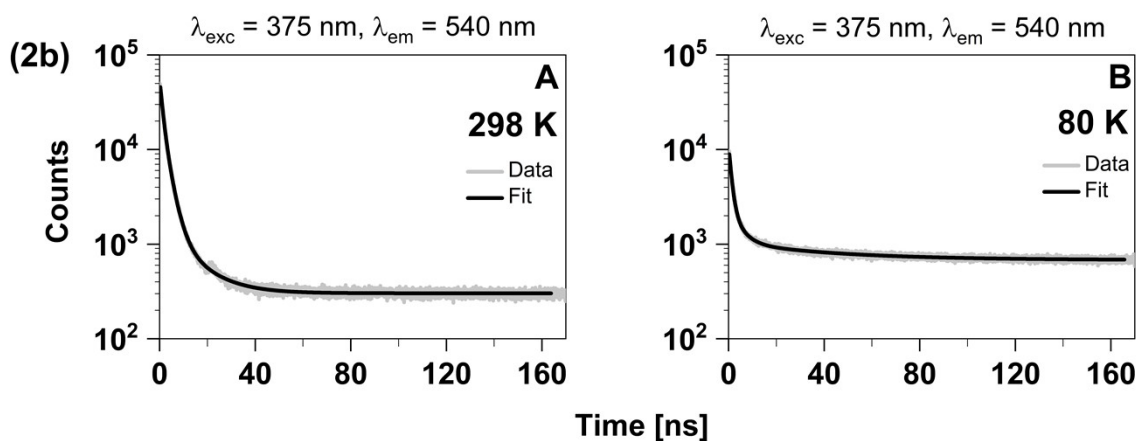 (2b)
λexc = 375 nm, λem = 540 nm
A
298 K
Data
Fit
10⁵
10⁴
10³
10²
Counts
0 40 80 120 160
λexc = 375 nm, λem = 540 nm
B
80 K
Data
Fit
10⁵
10⁴
10³
10²
0 40 80 120 160
Time [ns]